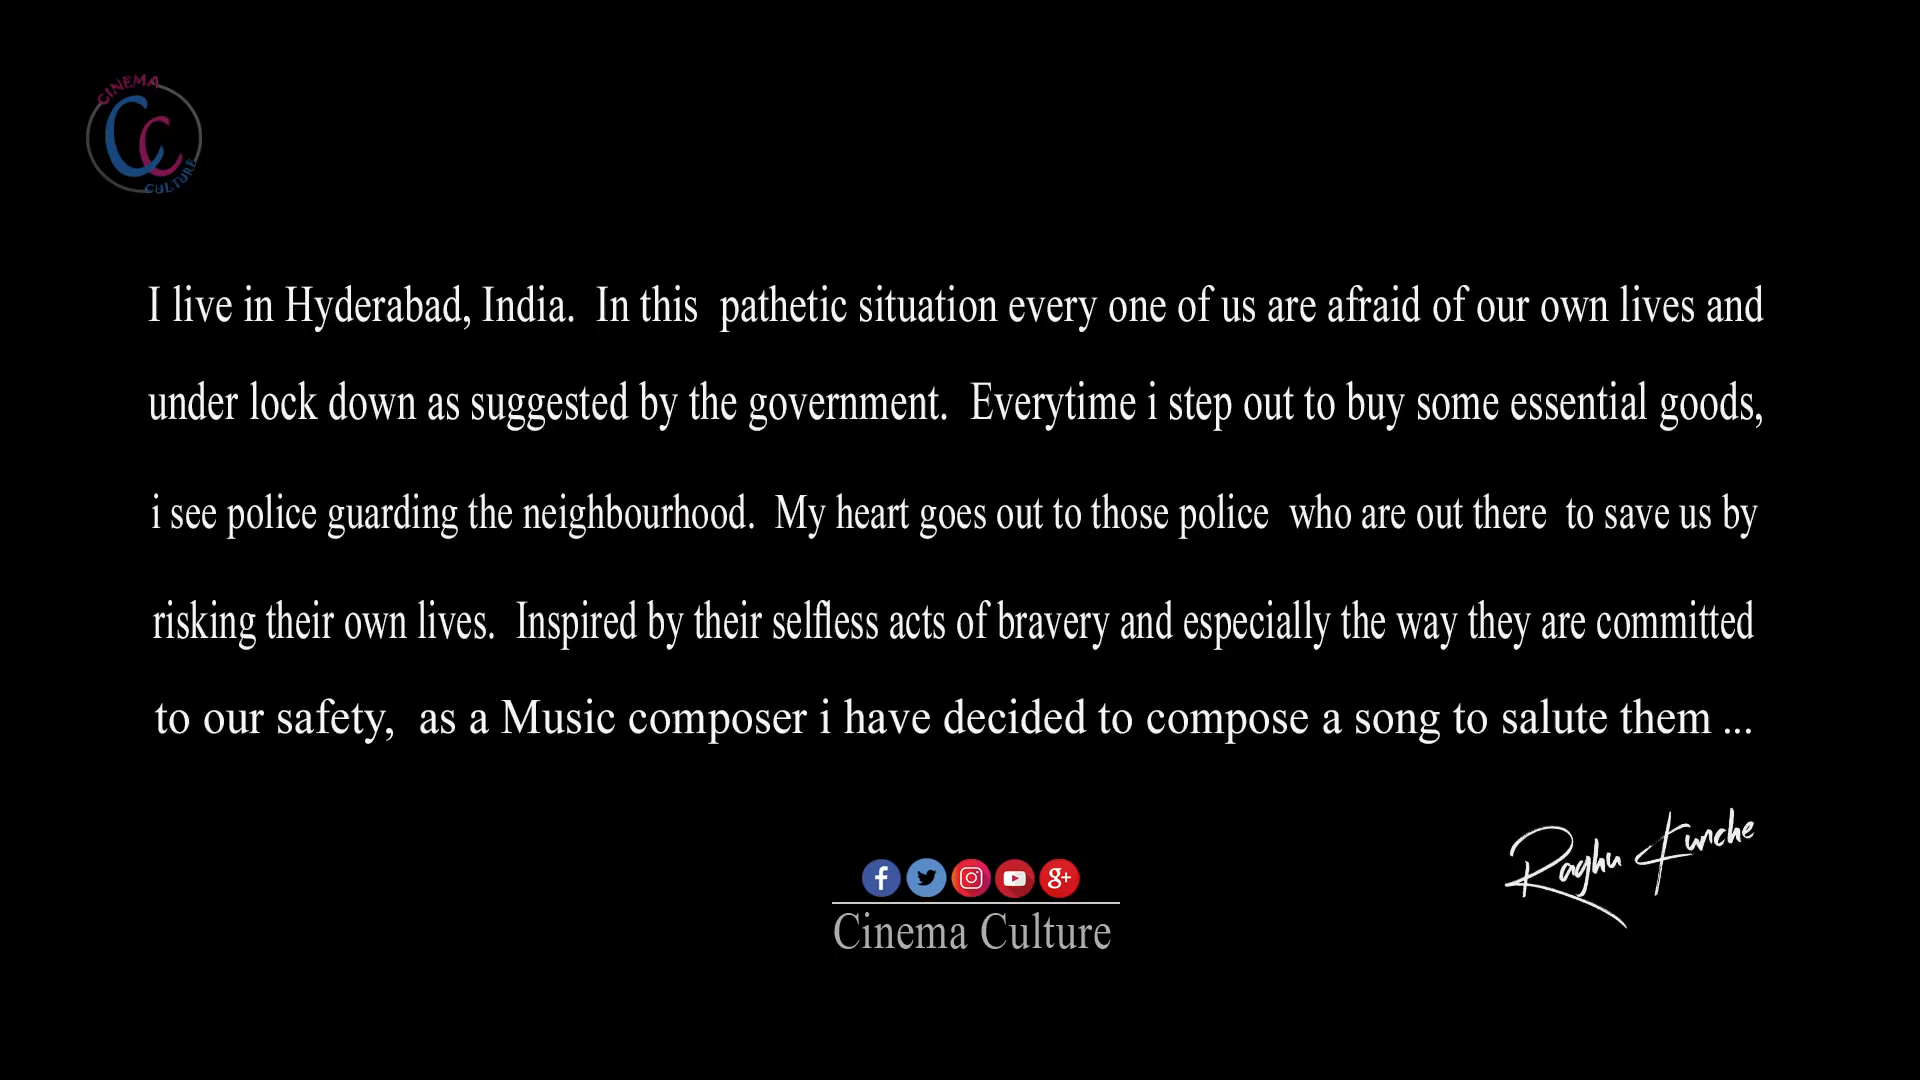 CINEMA
CC
CULTURE
I live in Hyderabad, India.  In this  pathetic situation every one of us are afraid of our own lives and
under lock down as suggested by the government.  Everytime i step out to buy some essential goods,
i see police guarding the neighbourhood.  My heart goes out to those police  who are out there  to save us by
risking their own lives.  Inspired by their selfless acts of bravery and especially the way they are committed
to our safety,  as a Music composer i have decided to compose a song to salute them ...
Raghu Kunche
f g+
Cinema Culture